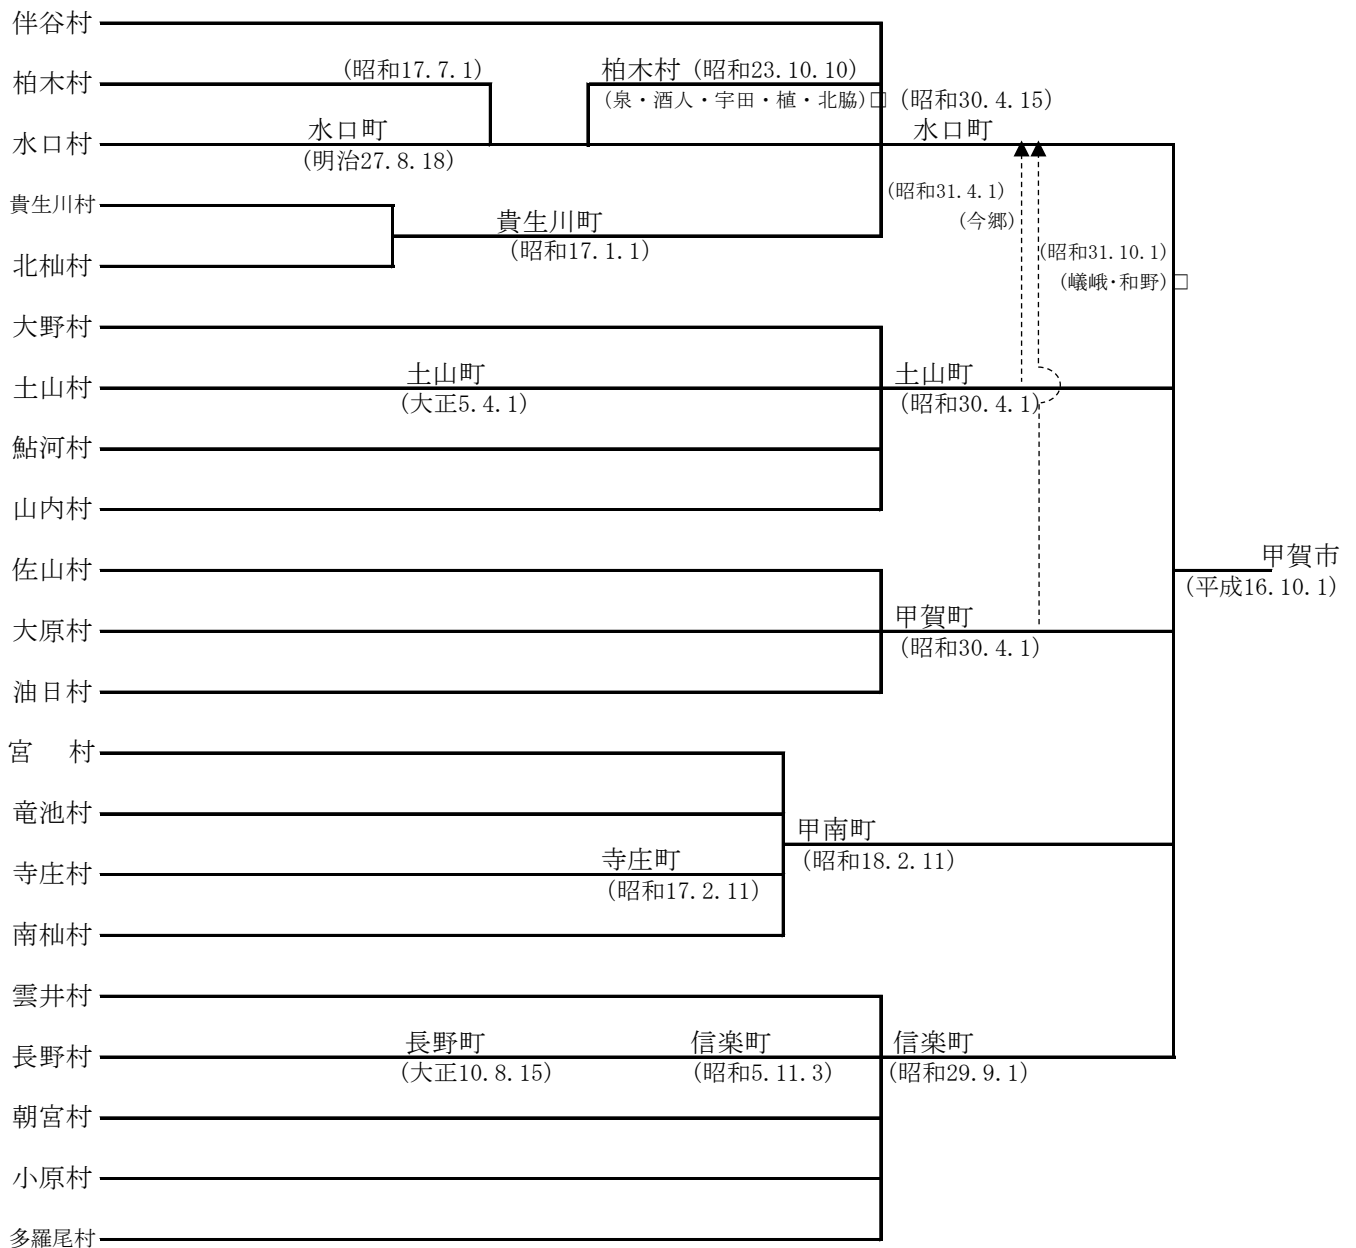 伴谷村
柏木村
(昭和17.7.1)
柏木村 (昭和23.10.10)
(泉・酒人・宇田・植・北脇)□
(昭和30.4.15)
水口村
水口町
(明治27.8.18)
水口町
貴生川村
貴生川町
(昭和17.1.1)
(昭和31.4.1)
(今郷)
北杣村
(昭和31.10.1)
(嶬峨・和野)□
大野村
土山村
土山町
(大正5.4.1)
土山町
(昭和30.4.1)
鮎河村
山内村
佐山村
甲賀市
(平成16.10.1)
大原村
甲賀町
(昭和30.4.1)
油日村
宮　村
竜池村
甲南町
(昭和18.2.11)
寺庄村
寺庄町
(昭和17.2.11)
南杣村
雲井村
長野村
長野町
(大正10.8.15)
信楽町
(昭和5.11.3)
信楽町
(昭和29.9.1)
朝宮村
小原村
多羅尾村